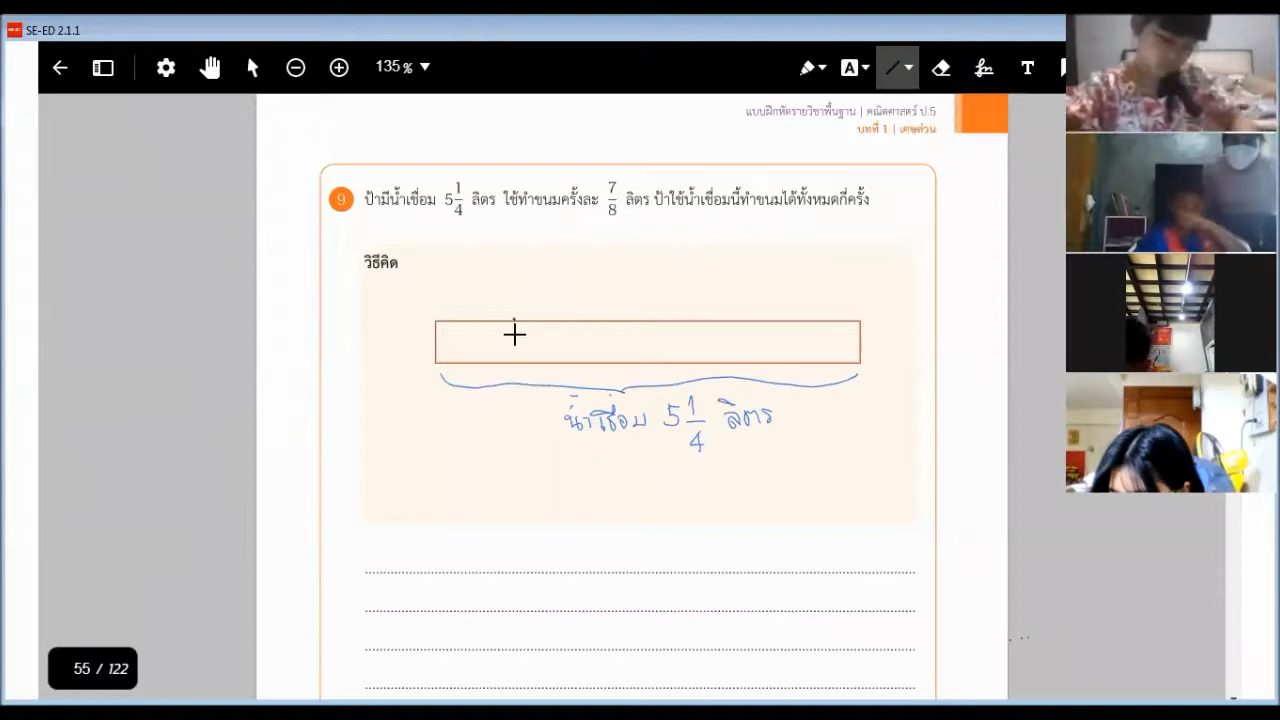 SE-ED 2.1.1
135 %
A
T
แบบฝึกหัดรายวิชาพื้นฐาน | คณิตศาสตร์ ป.5
บทที่ 1 | เศษส่วน
9 ป้ามีน้ำเชื่อม 5 1/4 ลิตร ใช้ทำขนมครั้งละ 7/8 ลิตร ป้าใช้น้ำเชื่อมนี้ทำขนมได้ทั้งหมดกี่ครั้ง
วิธีคิด
น้ำเชื่อม 5 1/4 ลิตร
55 / 122